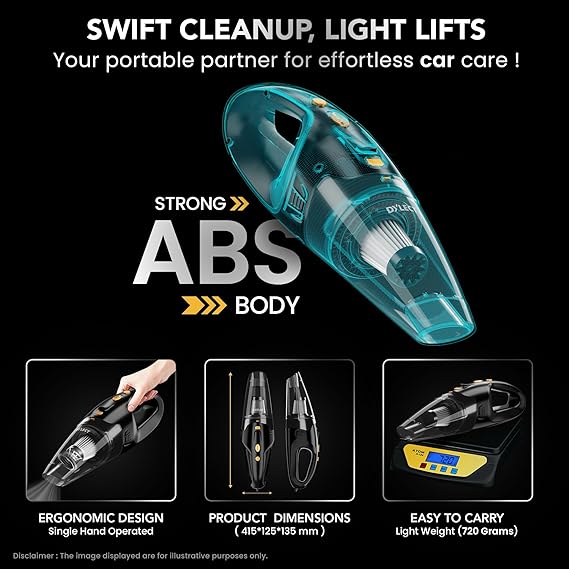 SWIFT CLEANUP, LIGHT LIFTS
Your portable partner for effortless car care !
STRONG
ABS
BODY
DYLECT
DYLECT
720
ERGONOMIC DESIGN
Single Hand Operated
PRODUCT DIMENSIONS
( 415*125*135 mm )
EASY TO CARRY
Light Weight (720 Grams)
Disclaimer : The image displayed are for illustrative purposes only.